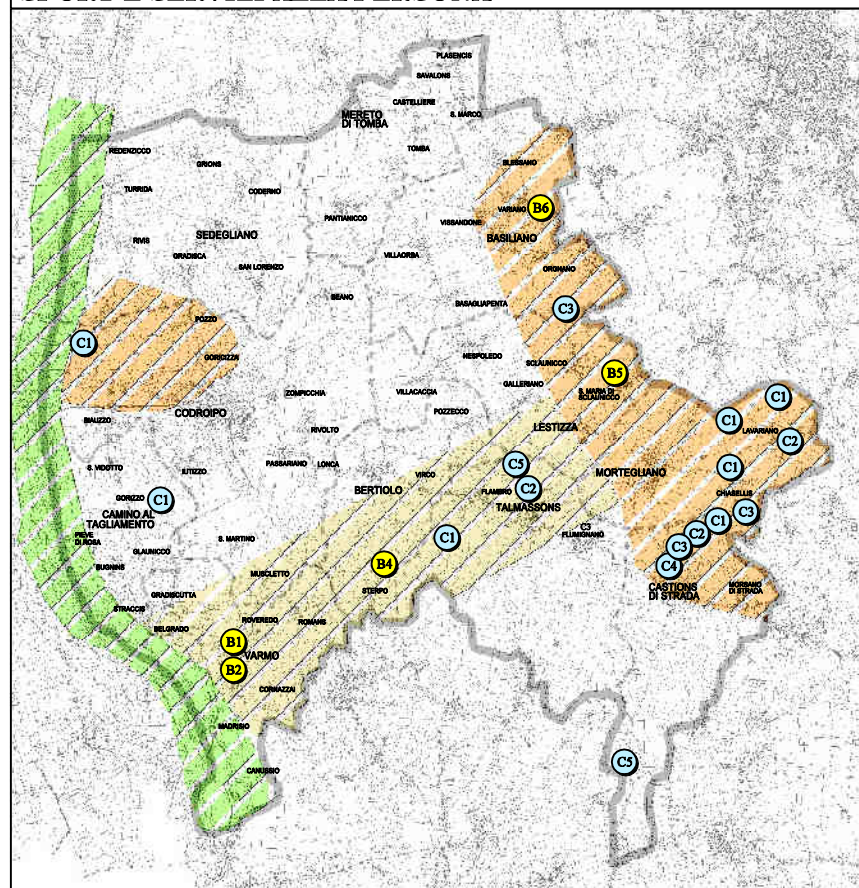 PLASENCIS
SAVALONS
CASTELLIERE
MERETO
DI TOMBA
S. MARCO
TOMBA
REDENZICCO
GRIONS
BLESSANO
TURRIDA
CODERNO
VARIANO
B6
PANTIANICCO
VISSANDONE
SEDEGLIANO
BASILIANO
RIVIS
GRADISCA
VILLAORBA
SAN LORENZO
ORGNANO
BEANO
BASAGLIAPENTA
C3
POZZO
C1
GORICIZZA
NESPOLEDO
SCLAUNICCO
B5
GALLERIANO
S. MARIA DI
SCLAUNICCO
ZOMPICCHIA
VILLACACCIA
C1
CODROIPO
POZZECCO
BIAUZZO
C1
LESTIZZA
RIVOLTO
LAVARIANO
C2
S. VIDOTTO
IUTIZZO
PASSARIANO
LONCA
C5
C1
VIRCO
MORTEGLIANO
BERTIOLO
FLAMBRO
C2
CHIASELLIS
GORIZZO
C1
TALMASSONS
CAMINO AL
TAGLIAMENTO
C3
C1
C3
FLUMIGNANO
C2
PIEVE
DI ROSA
S. MARTINO
C1
C3
GLAUNICCO
B4
C4
BUGNINS
MUSCLETTO
CASTIONS
DI STRADA
MORSANO
DI STRADA
STERPO
GRADISCUTTA
STRACCIS
ROVEREDO
ROMANS
BELGRADO
B1
VARMO
B2
CORNAZZAI
MADRISIO
C5
CANUSSIO